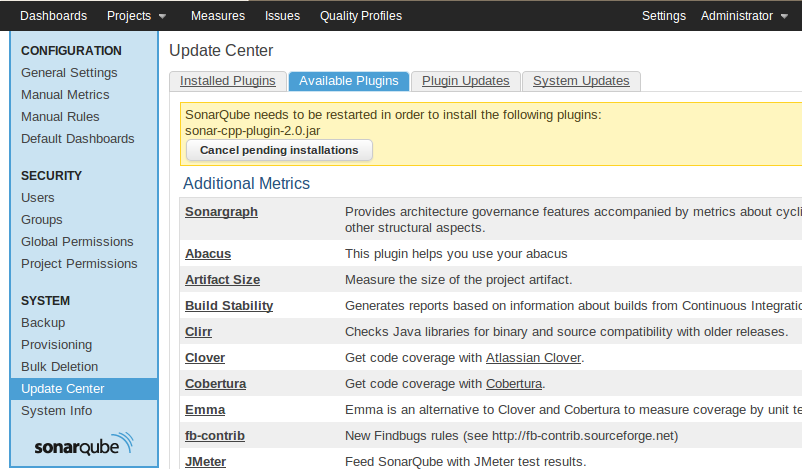 Dashboards Projects Measures Issues Quality Profiles Settings Administrator
CONFIGURATION
General Settings
Manual Metrics
Manual Rules
Default Dashboards
SECURITY
Users
Groups
Global Permissions
Project Permissions
SYSTEM
Backup
Provisioning
Bulk Deletion
Update Center
System Info
sonarqube
Update Center
Installed Plugins Available Plugins Plugin Updates System Updates
SonarQube needs to be restarted in order to install the following plugins:
sonar-cpp-plugin-2.0.jar
Cancel pending installations
Additional Metrics
Sonargraph Provides architecture governance features accompanied by metrics about cycli
other structural aspects.
Abacus This plugin helps you use your abacus
Artifact Size Measure the size of the project artifact.
Build Stability Generates reports based on information about builds from Continuous Integratio
Clirr Checks Java libraries for binary and source compatibility with older releases.
Clover Get code coverage with Atlassian Clover.
Cobertura Get code coverage with Cobertura.
Emma Emma is an alternative to Clover and Cobertura to measure coverage by unit te
fb-contrib New Findbugs rules (see http://fb-contrib.sourceforge.net)
JMeter Feed SonarQube with JMeter test results.